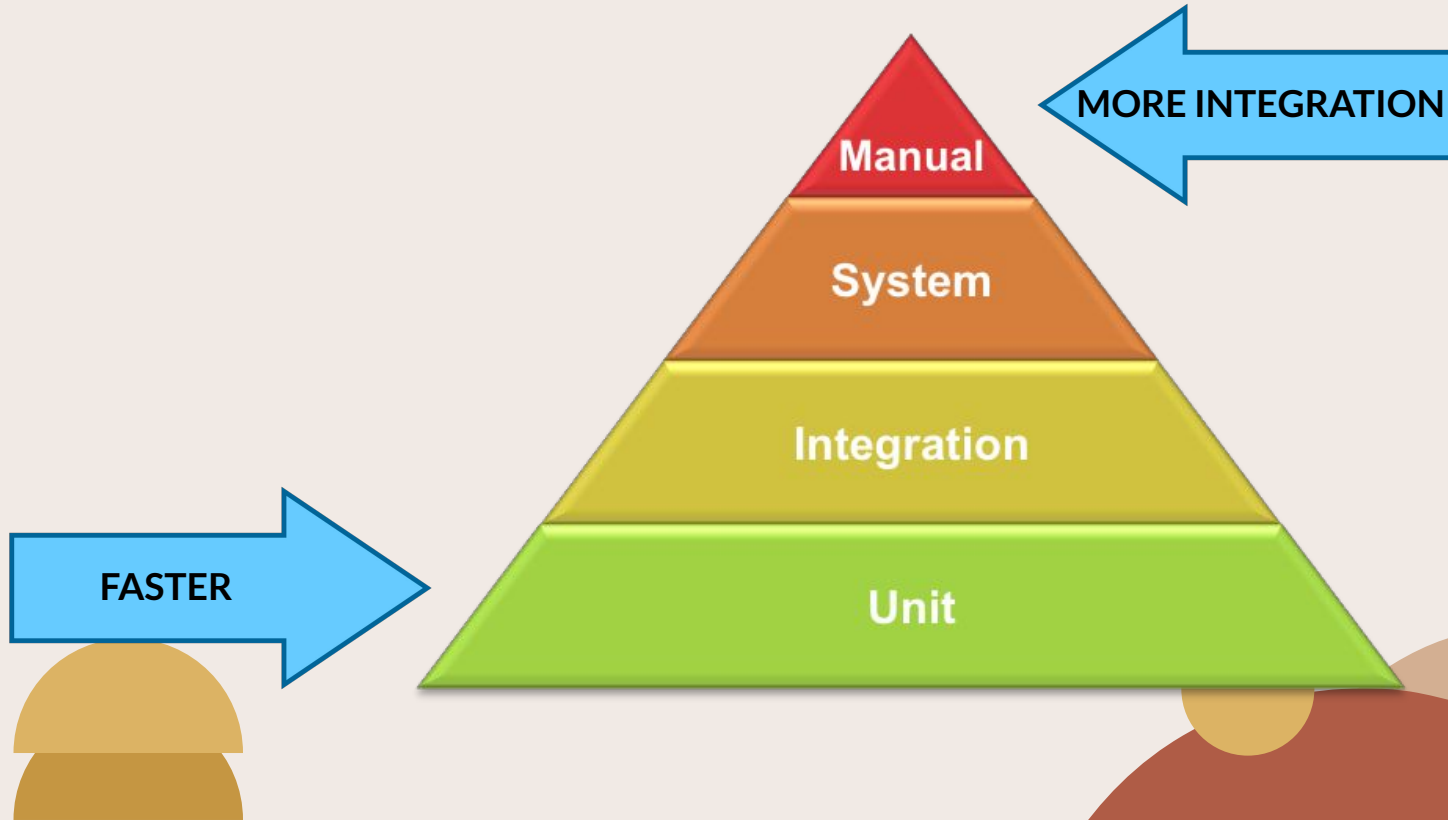 MORE INTEGRATION
Manual
System
Integration
FASTER
Unit